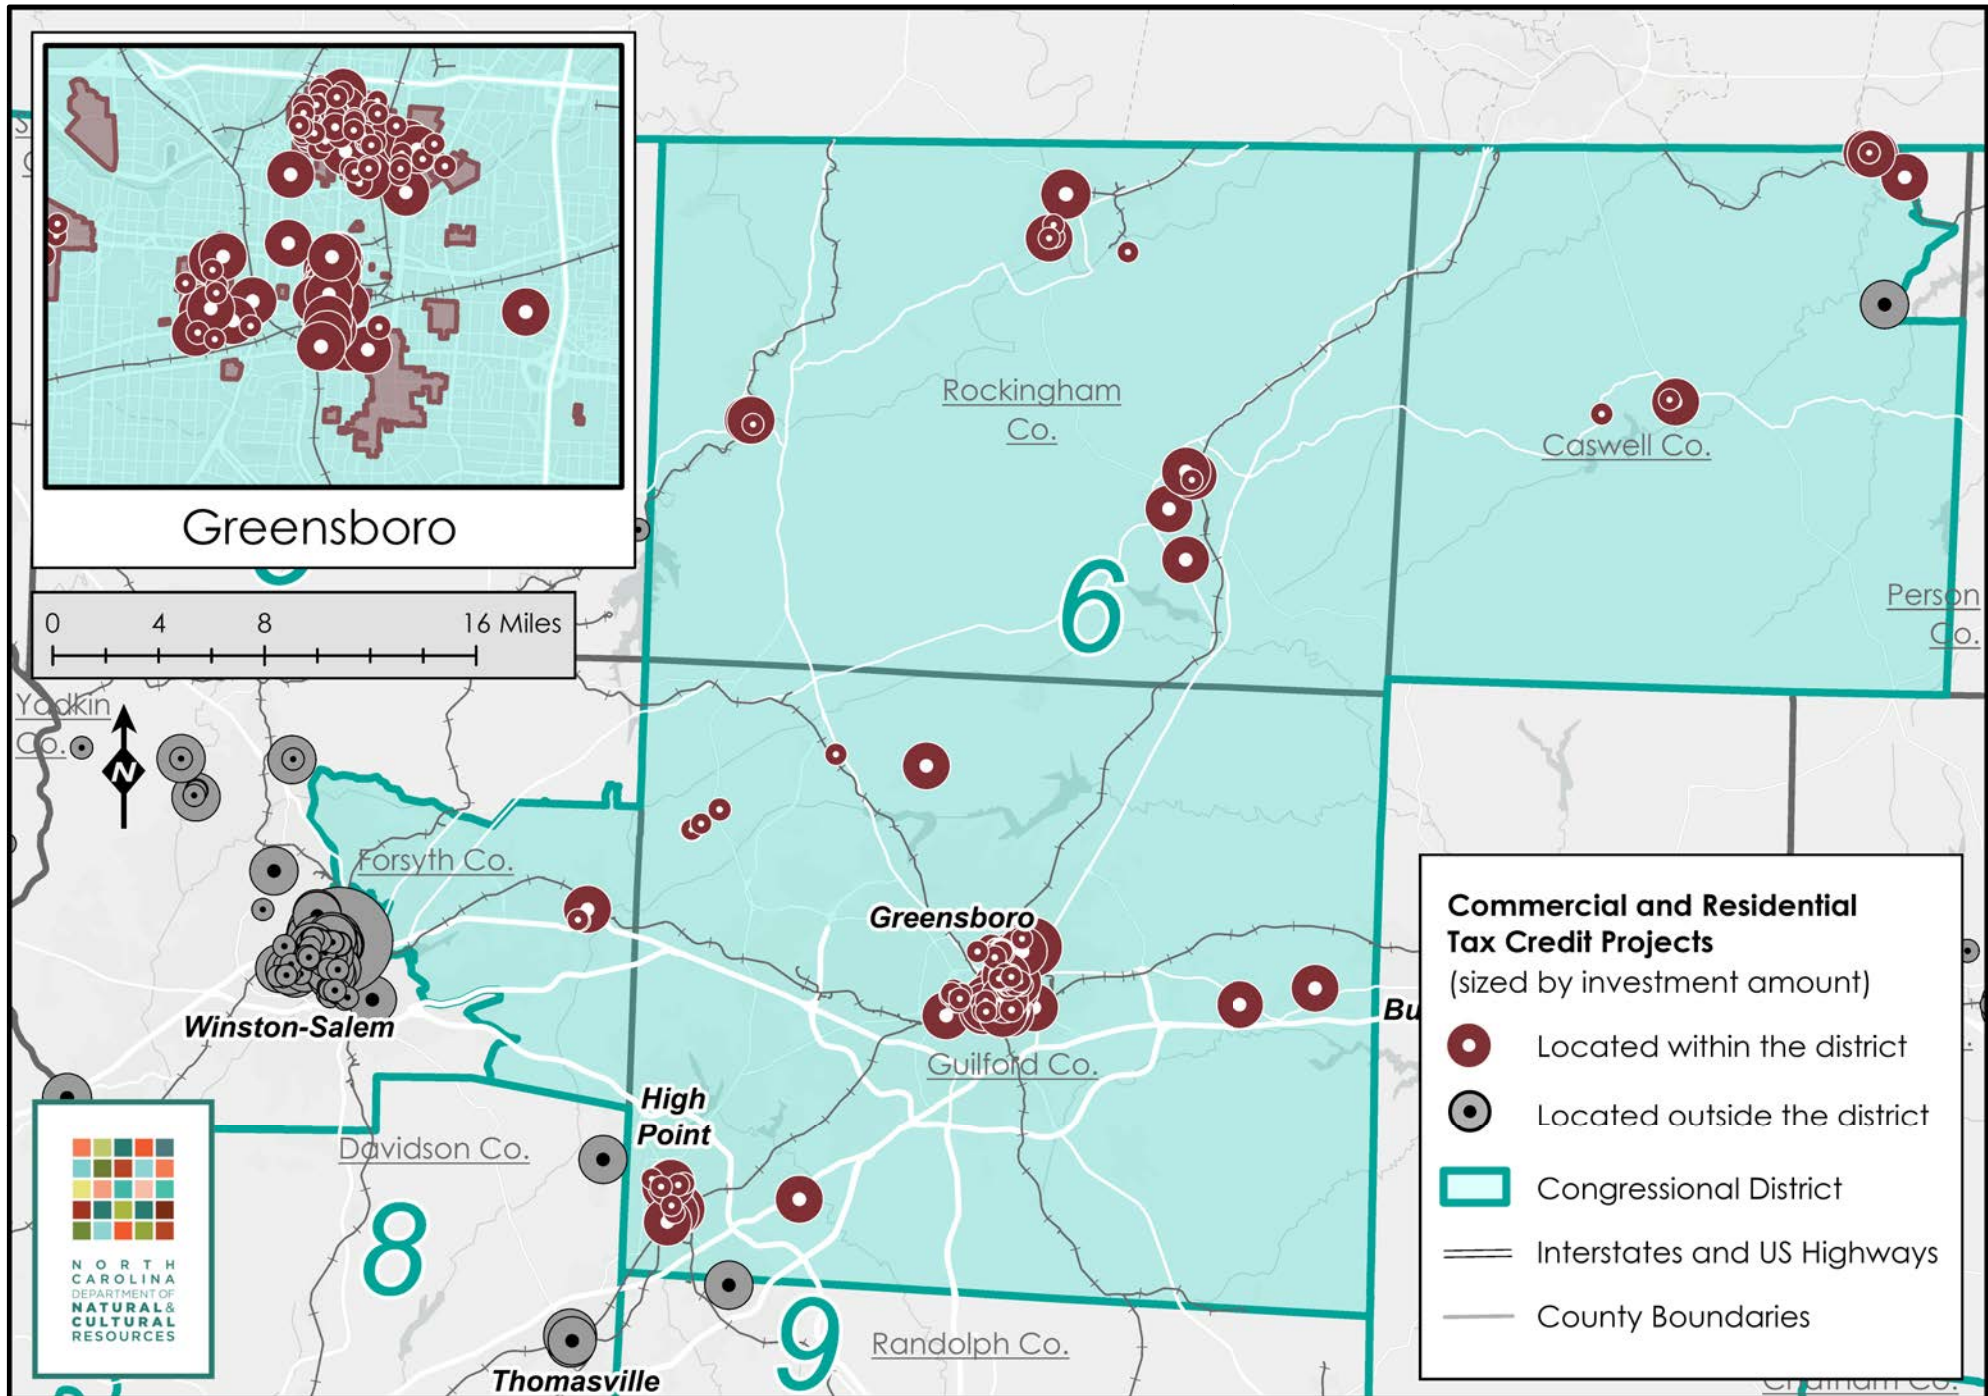 Greensboro
0 4 8 16 Miles
Rockingham
Co.
Caswell Co.
Person
Co.
6
Yadkin
Co.
N
Forsyth Co.
Greensboro
Winston-Salem
Bu
Guilford Co.
High
Point
Davidson Co.
8
9
Randolph Co.
Thomasville
Commercial and Residential
Tax Credit Projects
(sized by investment amount)
Located within the district
Located outside the district
Congressional District
Interstates and US Highways
County Boundaries
Chatham Co.
NORTH
CAROLINA
DEPARTMENT OF
NATURAL &
CULTURAL
RESOURCES